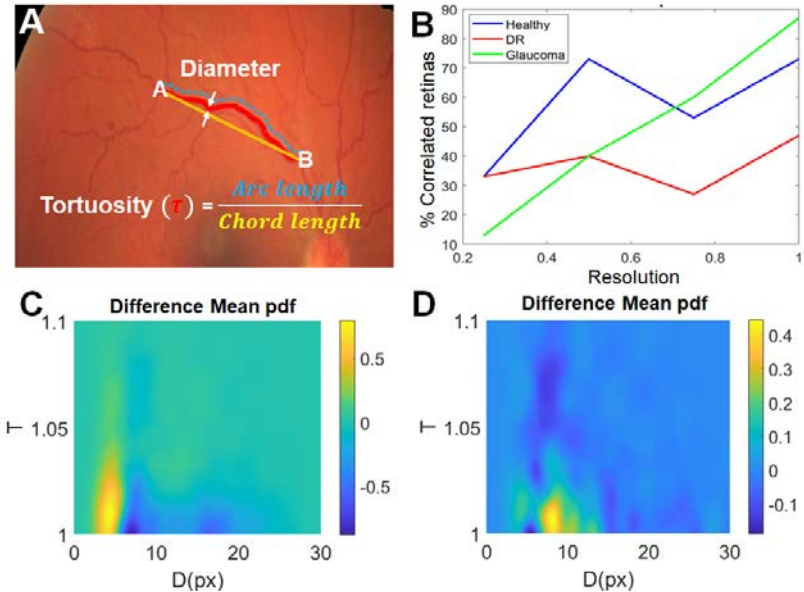 A
Diameter
A
B
Tortuosity (τ) = Arc length
Chord length
B
Healthy
DR
Glaucoma
% Correlated retinas
90
80
70
60
50
40
30
20
10
0.2 0.4 0.6 0.8 1
Resolution
C
Difference Mean pdf
T
1.1
1.05
1
0 10 20 30
D(px)
0.5
0
-0.5
D
Difference Mean pdf
T
1.1
1.05
1
0 10 20 30
D(px)
0.4
0.3
0.2
0.1
0
-0.1